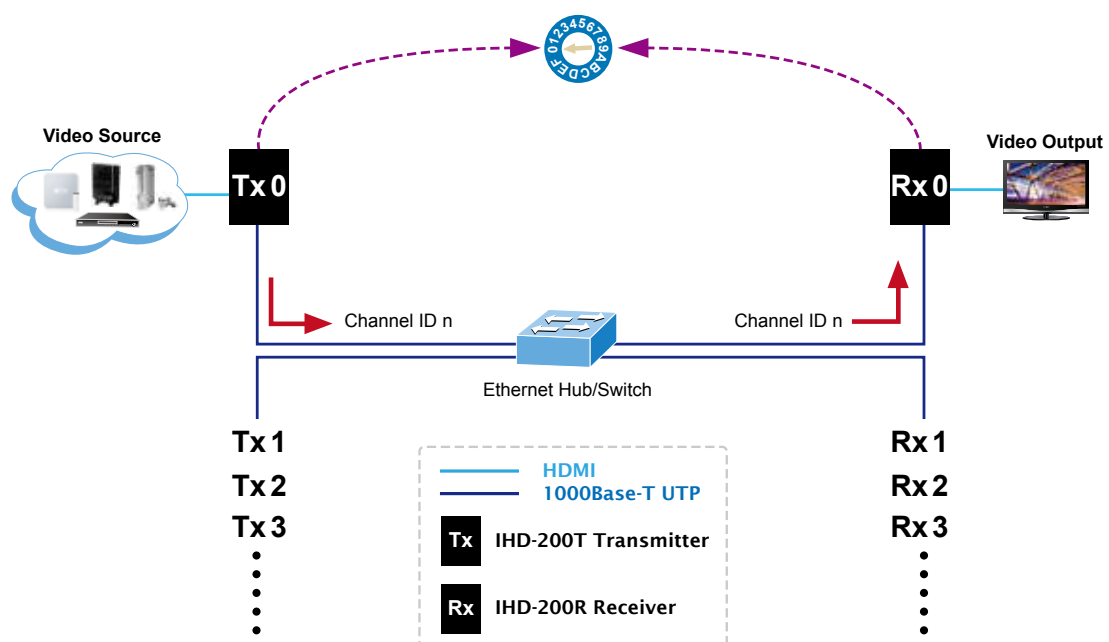 0123456789ABCDEF
Video Source
Video Output
Tx 0
Rx 0
Channel ID n
Channel ID n
Ethernet Hub/Switch
Tx 1
Rx 1
Tx 2
Rx 2
Tx 3
Rx 3
HDMI
1000Base-T UTP
Tx
IHD-200T Transmitter
Rx
IHD-200R Receiver